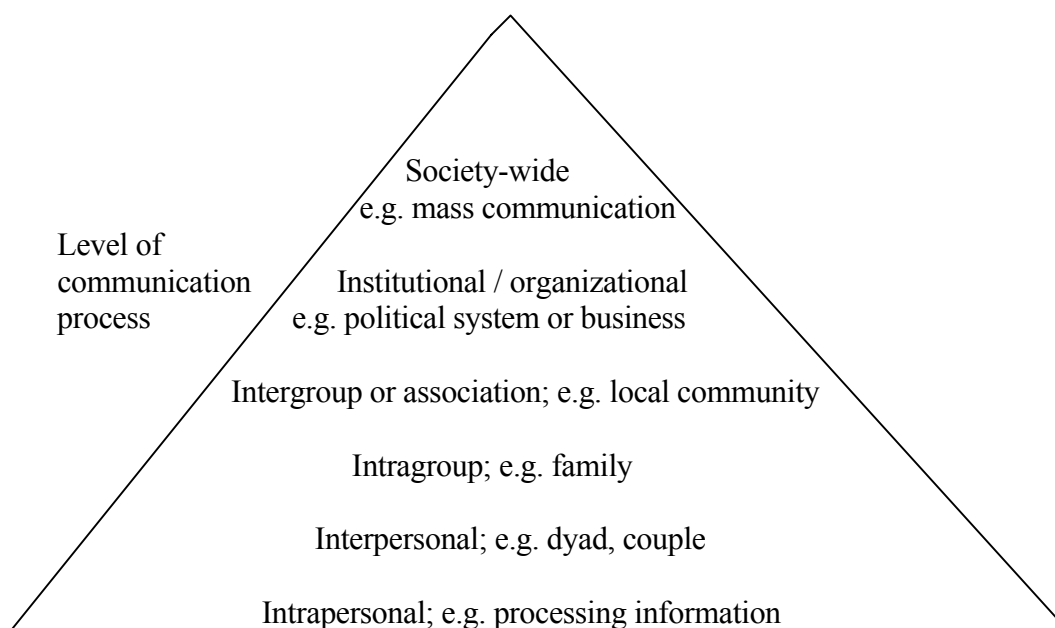 Society-wide
e.g. mass communication
Level of
communication
process
Institutional / organizational
e.g. political system or business
Intergroup or association; e.g. local community
Intragroup; e.g. family
Interpersonal; e.g. dyad, couple
Intrapersonal; e.g. processing information